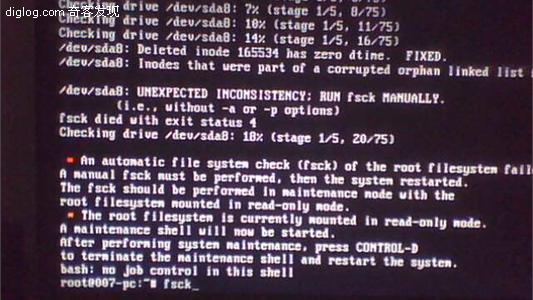 diglog.com 奇客发现
Checking drive /dev/sda8: 7% (stage 1/5, 8/75)
Checking drive /dev/sda8: 10% (stage 1/5, 11/75)
Checking drive /dev/sda8: 14% (stage 1/5, 16/75)
/dev/sda8: Deleted inode 165534 has zero dtime. FIXED.
/dev/sda8: Inodes that were part of a corrupted orphan linked list
/dev/sda8: UNEXPECTED INCONSISTENCY; RUN fsck MANUALLY.
(i.e., without -a or -p options)
fsck died with exit status 4
Checking drive /dev/sda8: 18% (stage 1/5, 20/75)
* An automatic file system check (fsck) of the root filesystem fail
A manual fsck must be performed, then the system restarted.
The fsck should be performed in maintenance mode with the
root filesystem mounted in read-only mode.
* The root filesystem is currently mounted in read-only mode.
A maintenance shell will now be started.
After performing system maintenance, press CONTROL-D
to terminate the maintenance shell and restart the system.
bash: no job control in this shell
root@007-pc:~# fsck_